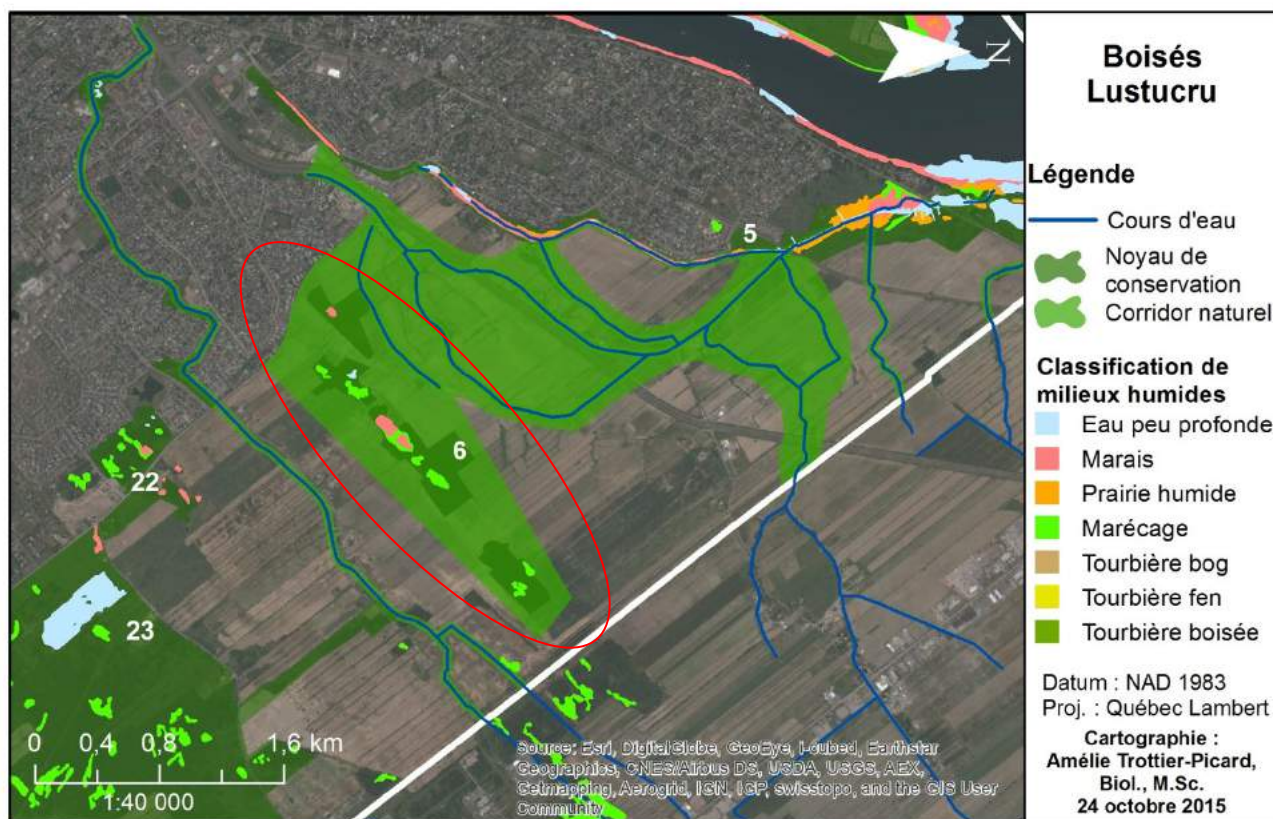 N
5
6
22
23
0 0,4 0,8 1,6 km
1:40 000
Source: Esri, DigitalGlobe, GeoEye, i-cubed, Earthstar
Geographics, CNES/Airbus DS, USDA, USGS, AEX,
Getmapping, Aerogrid, IGN, IGP, swisstopo, and the GIS User
Community
Boisés
Lustucru
Légende
Cours d'eau
Noyau de
conservation
Corridor naturel
Classification de
milieux humides
Eau peu profonde
Marais
Prairie humide
Marécage
Tourbière bog
Tourbière fen
Tourbière boisée
Datum : NAD 1983
Proj. : Québec Lambert
Cartographie :
Amélie Trottier-Picard,
Biol., M.Sc.
24 octobre 2015